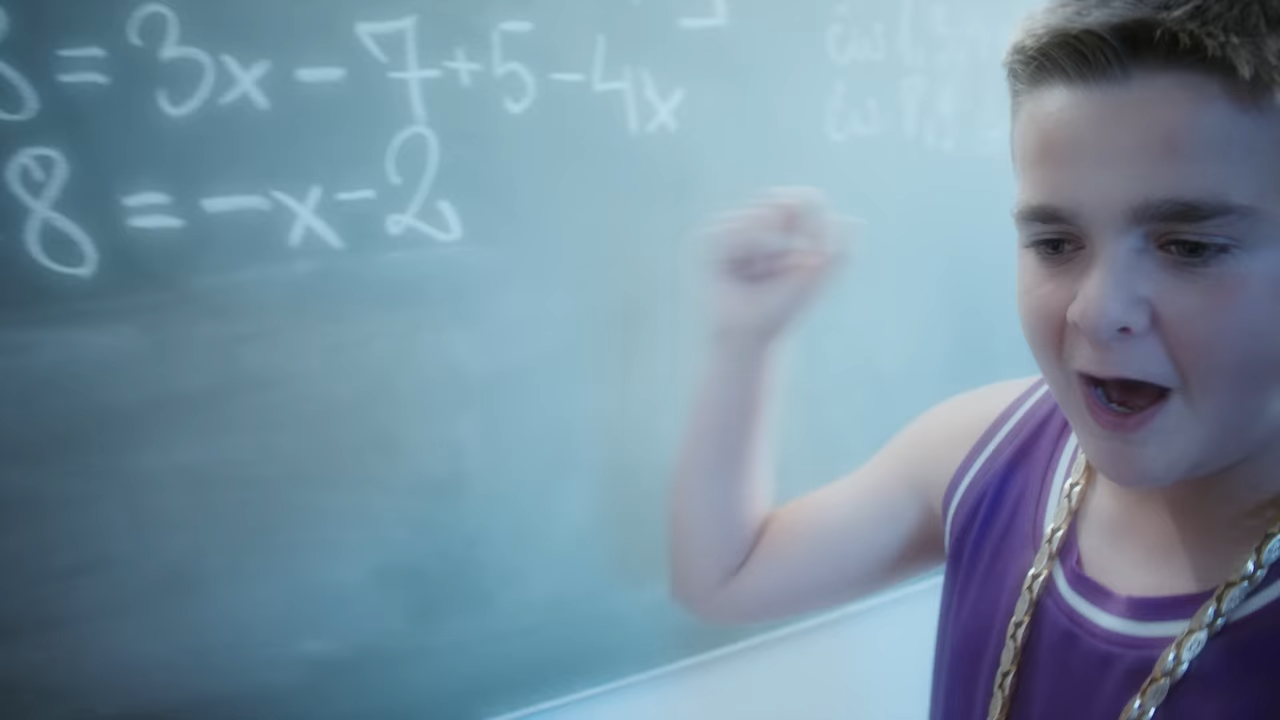 8 = 3x - 7 + 5 - 4x
8 = -x - 2